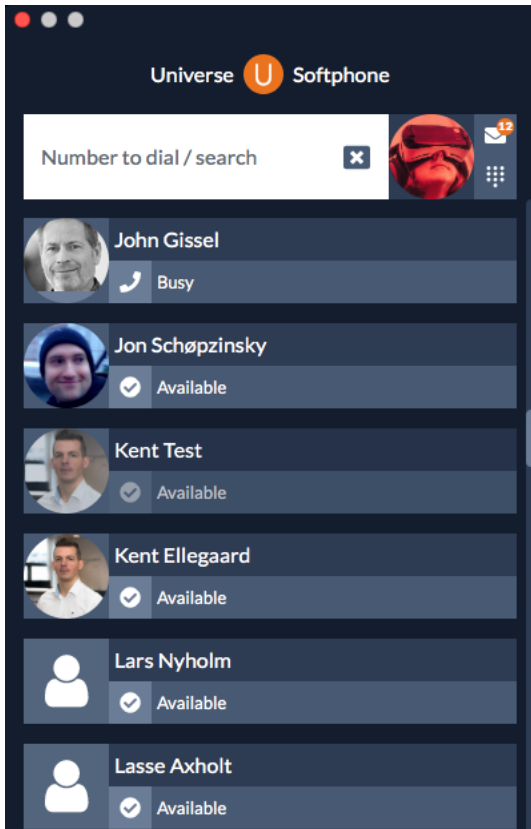 Universe U Softphone
Number to dial / search
12
John Gissel
Busy
Jon Schøpzinsky
Available
Kent Test
Available
Kent Ellegaard
Available
Lars Nyholm
Available
Lasse Axholt
Available